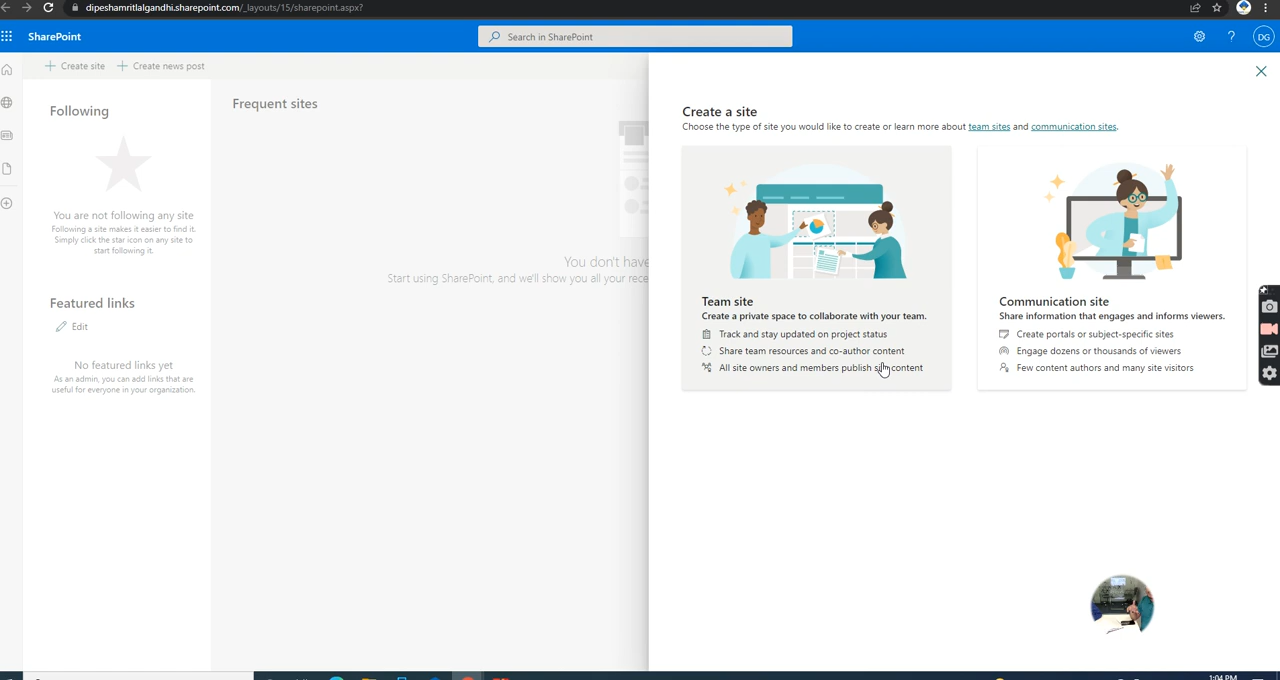 dipeshamritlalgandhi.sharepoint.com/_layouts/15/sharepoint.aspx?
SharePoint
Search in SharePoint
?
DG
Create site
Create news post
Following
You are not following any site
Following a site makes it easier to find it.
Simply click the star icon on any site to
start following it.
Featured links
Edit
No featured links yet
As an admin, you can add links that are
useful for everyone in your organization.
Frequent sites
You don't have
Start using SharePoint, and we'll show you all your rece
Create a site
Choose the type of site you would like to create or learn more about team sites and communication sites.
Team site
Create a private space to collaborate with your team.
Track and stay updated on project status
Share team resources and co-author content
All site owners and members publish site content
Communication site
Share information that engages and informs viewers.
Create portals or subject-specific sites
Engage dozens or thousands of viewers
Few content authors and many site visitors
1:04 PM